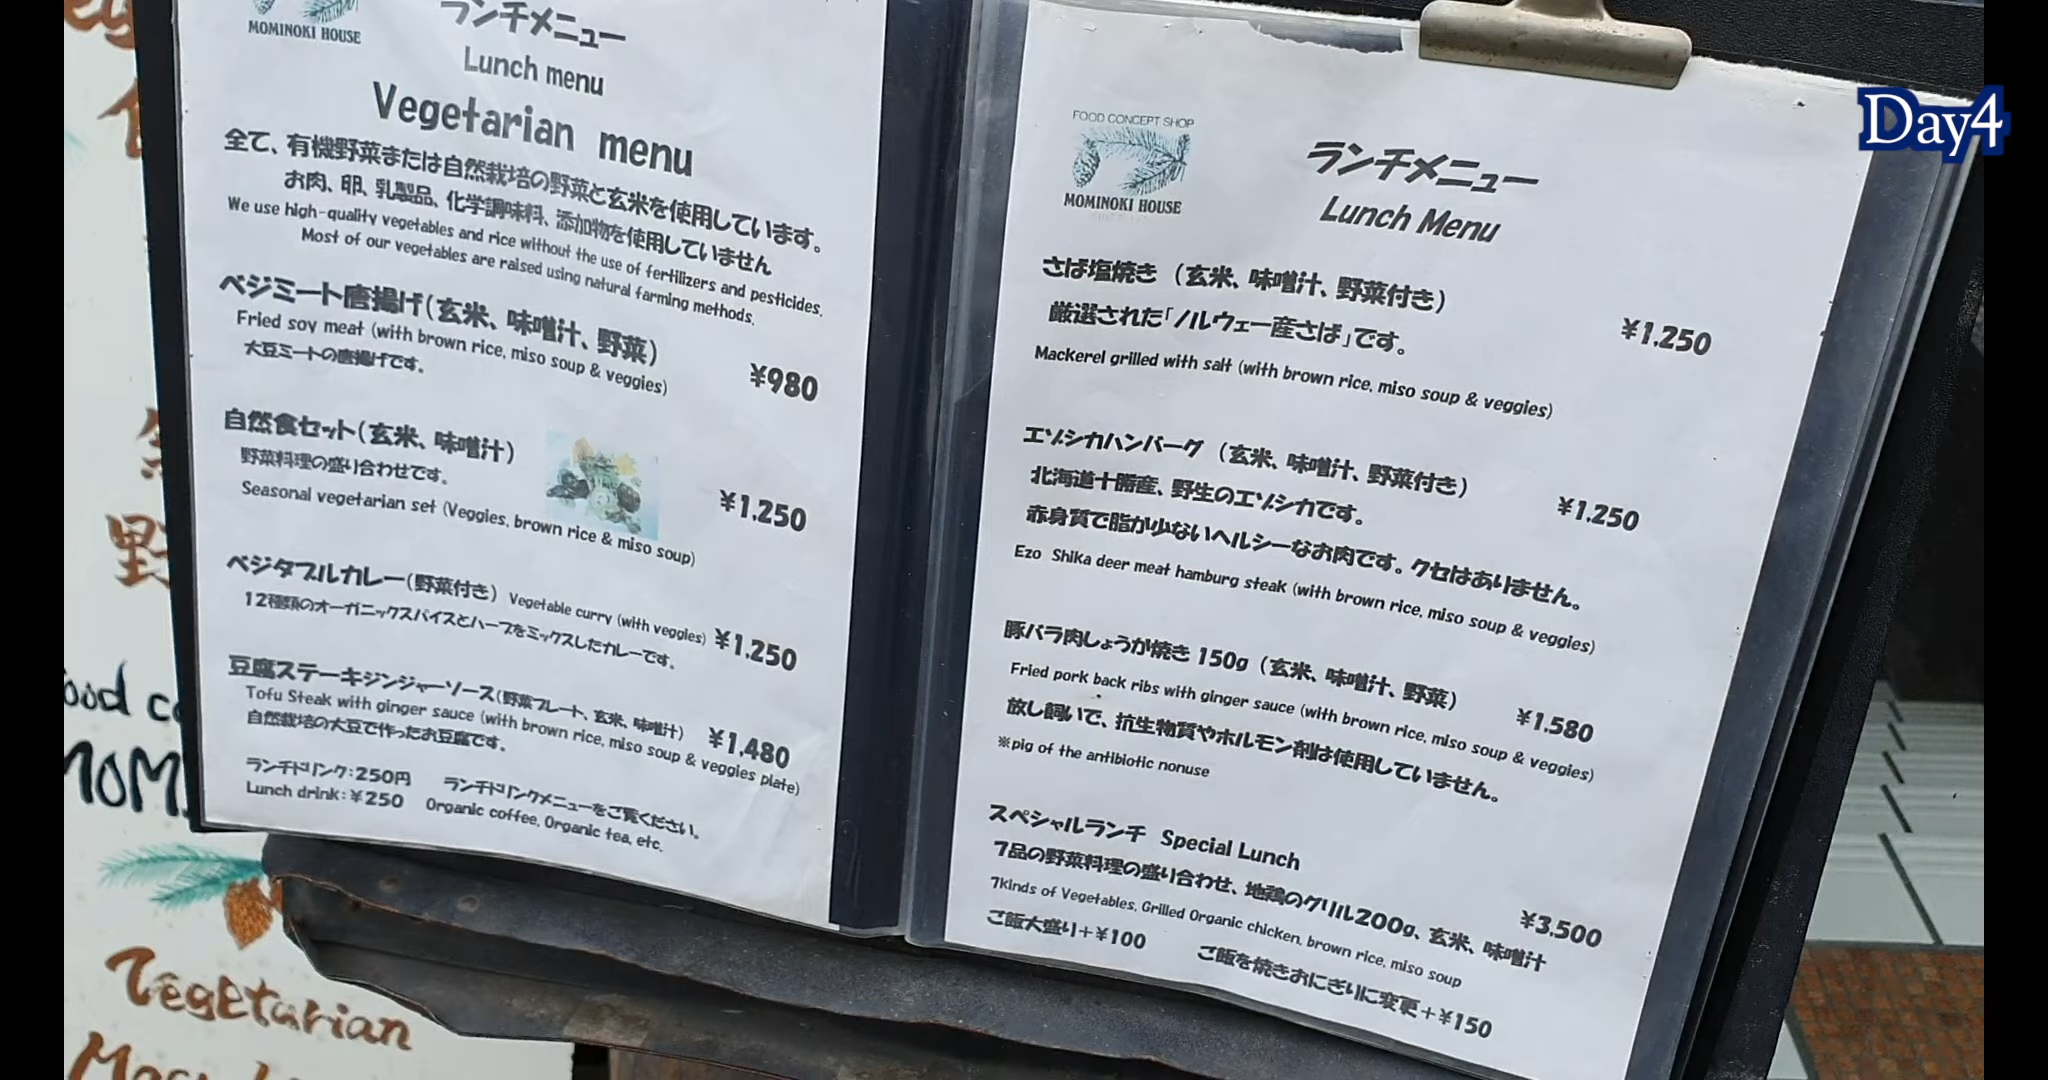 MOMINOKI HOUSE
ランチメニュー
Lunch menu
Vegetarian menu
全て、有機野菜または自然栽培の野菜と玄米を使用しています。
お肉、卵、乳製品、化学調味料、添加物を使用していません
We use high-quality vegetables and rice without the use of fertilizers and pesticides.
Most of our vegetables are raised using natural farming methods.
ベジミート唐揚げ(玄米、味噌汁、野菜)
Fried soy meat (with brown rice, miso soup & veggies)
大豆ミートの唐揚げです。
¥980
自然食セット(玄米、味噌汁)
野菜料理の盛り合わせです。
¥1.250
Seasonal vegetarian set (Veggies, brown rice & miso soup)
ベジタブルカレー(野菜付き) Vegetable curry (with veggies) ¥1.250
12種類のオーガニックスパイスとハーブをミックスしたカレーです。
豆腐ステーキジンジャーソース(野菜プレート、玄米、味噌汁) ¥1,480
Tofu Steak with ginger sauce (with brown rice, miso soup & veggies plate)
自然栽培の大豆で作ったお豆腐です。
ランチドリンク:250円 ランチドリンクメニューをご覧ください。
Lunch drink:¥250 Organic coffee, Organic tea, etc.
FOOD CONCEPT SHOP
MOMINOKI HOUSE
ランチメニュー
Lunch Menu
さば塩焼き (玄米、味噌汁、野菜付き)
¥1.250
厳選された「ノルウェー産さば」です。
Mackerel grilled with salt (with brown rice, miso soup & veggies)
エゾシカハンバーグ (玄米、味噌汁、野菜付き)
¥1.250
北海道十勝産、野生のエゾシカです。
赤身質で脂が少ないヘルシーなお肉です。クセはありません。
Ezo Shika deer meat hamburg steak (with brown rice, miso soup & veggies)
豚バラ肉しょうが焼き 150g (玄米、味噌汁、野菜)
¥1.580
Fried pork back ribs with ginger sauce (with brown rice, miso soup & veggies)
放し飼いで、抗生物質やホルモン剤は使用していません。
※pig of the antibiotic nonuse
スペシャルランチ Special Lunch
7品の野菜料理の盛り合わせ、地鶏のグリル200g、玄米、味噌汁
¥3.500
7kinds of Vegetables, Grilled Organic chicken, brown rice, miso soup
ご飯大盛り+¥100 ご飯を焼きおにぎりに変更+¥150
Day4
野
Vegetarian